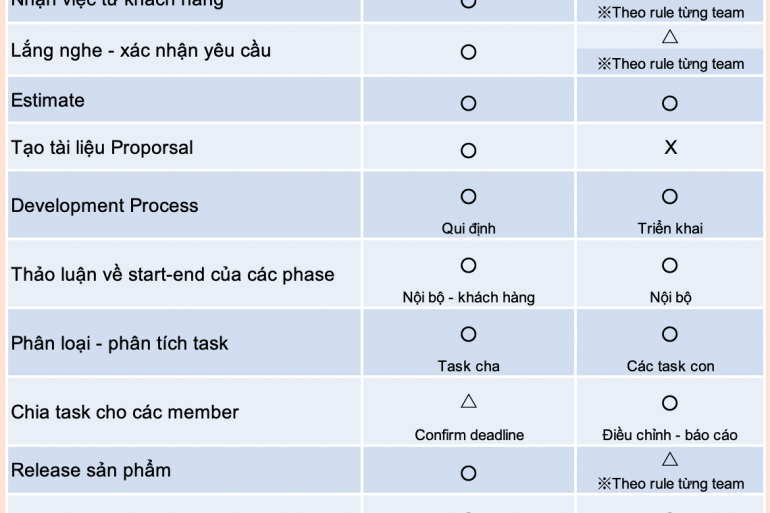 Nhận việc từ khách hàng ○
※Theo rule từng team
Lắng nghe - xác nhận yêu cầu ○ △
※Theo rule từng team
Estimate ○ ○
Tạo tài liệu Proporsal ○ X
Development Process ○ ○
Qui định Triển khai
Thảo luận về start-end của các phase ○ ○
Nội bộ - khách hàng Nội bộ
Phân loại - phân tích task ○ ○
Task cha Các task con
Chia task cho các member △ ○
Confirm deadline Điều chỉnh - báo cáo
Release sản phẩm ○ △
※Theo rule từng team